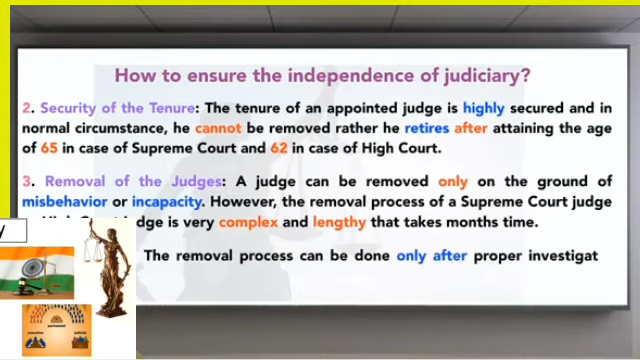 How to ensure the independence of judiciary?
2. Security of the Tenure: The tenure of an appointed judge is highly secured and in
normal circumstance, he cannot be removed rather he retires after attaining the age
of 65 in case of Supreme Court and 62 in case of High Court.
3. Removal of the Judges: A judge can be removed only on the ground of
misbehavior or incapacity. However, the removal process of a Supreme Court judge
judge is very complex and lengthy that takes months time.
y
The removal process can be done only after proper investigat
parliament